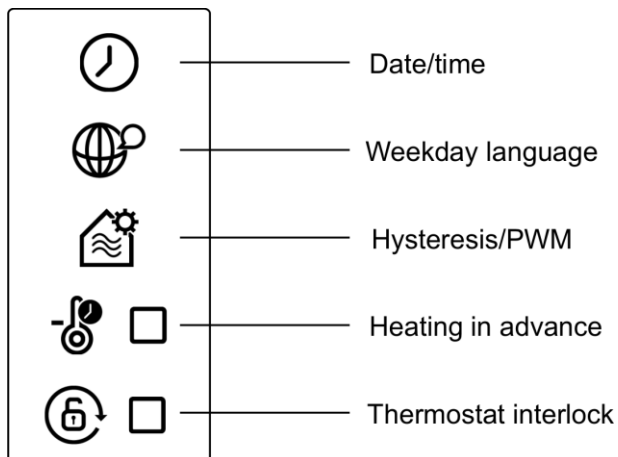 Date/time
Weekday language
Hysteresis/PWM
Heating in advance
Thermostat interlock